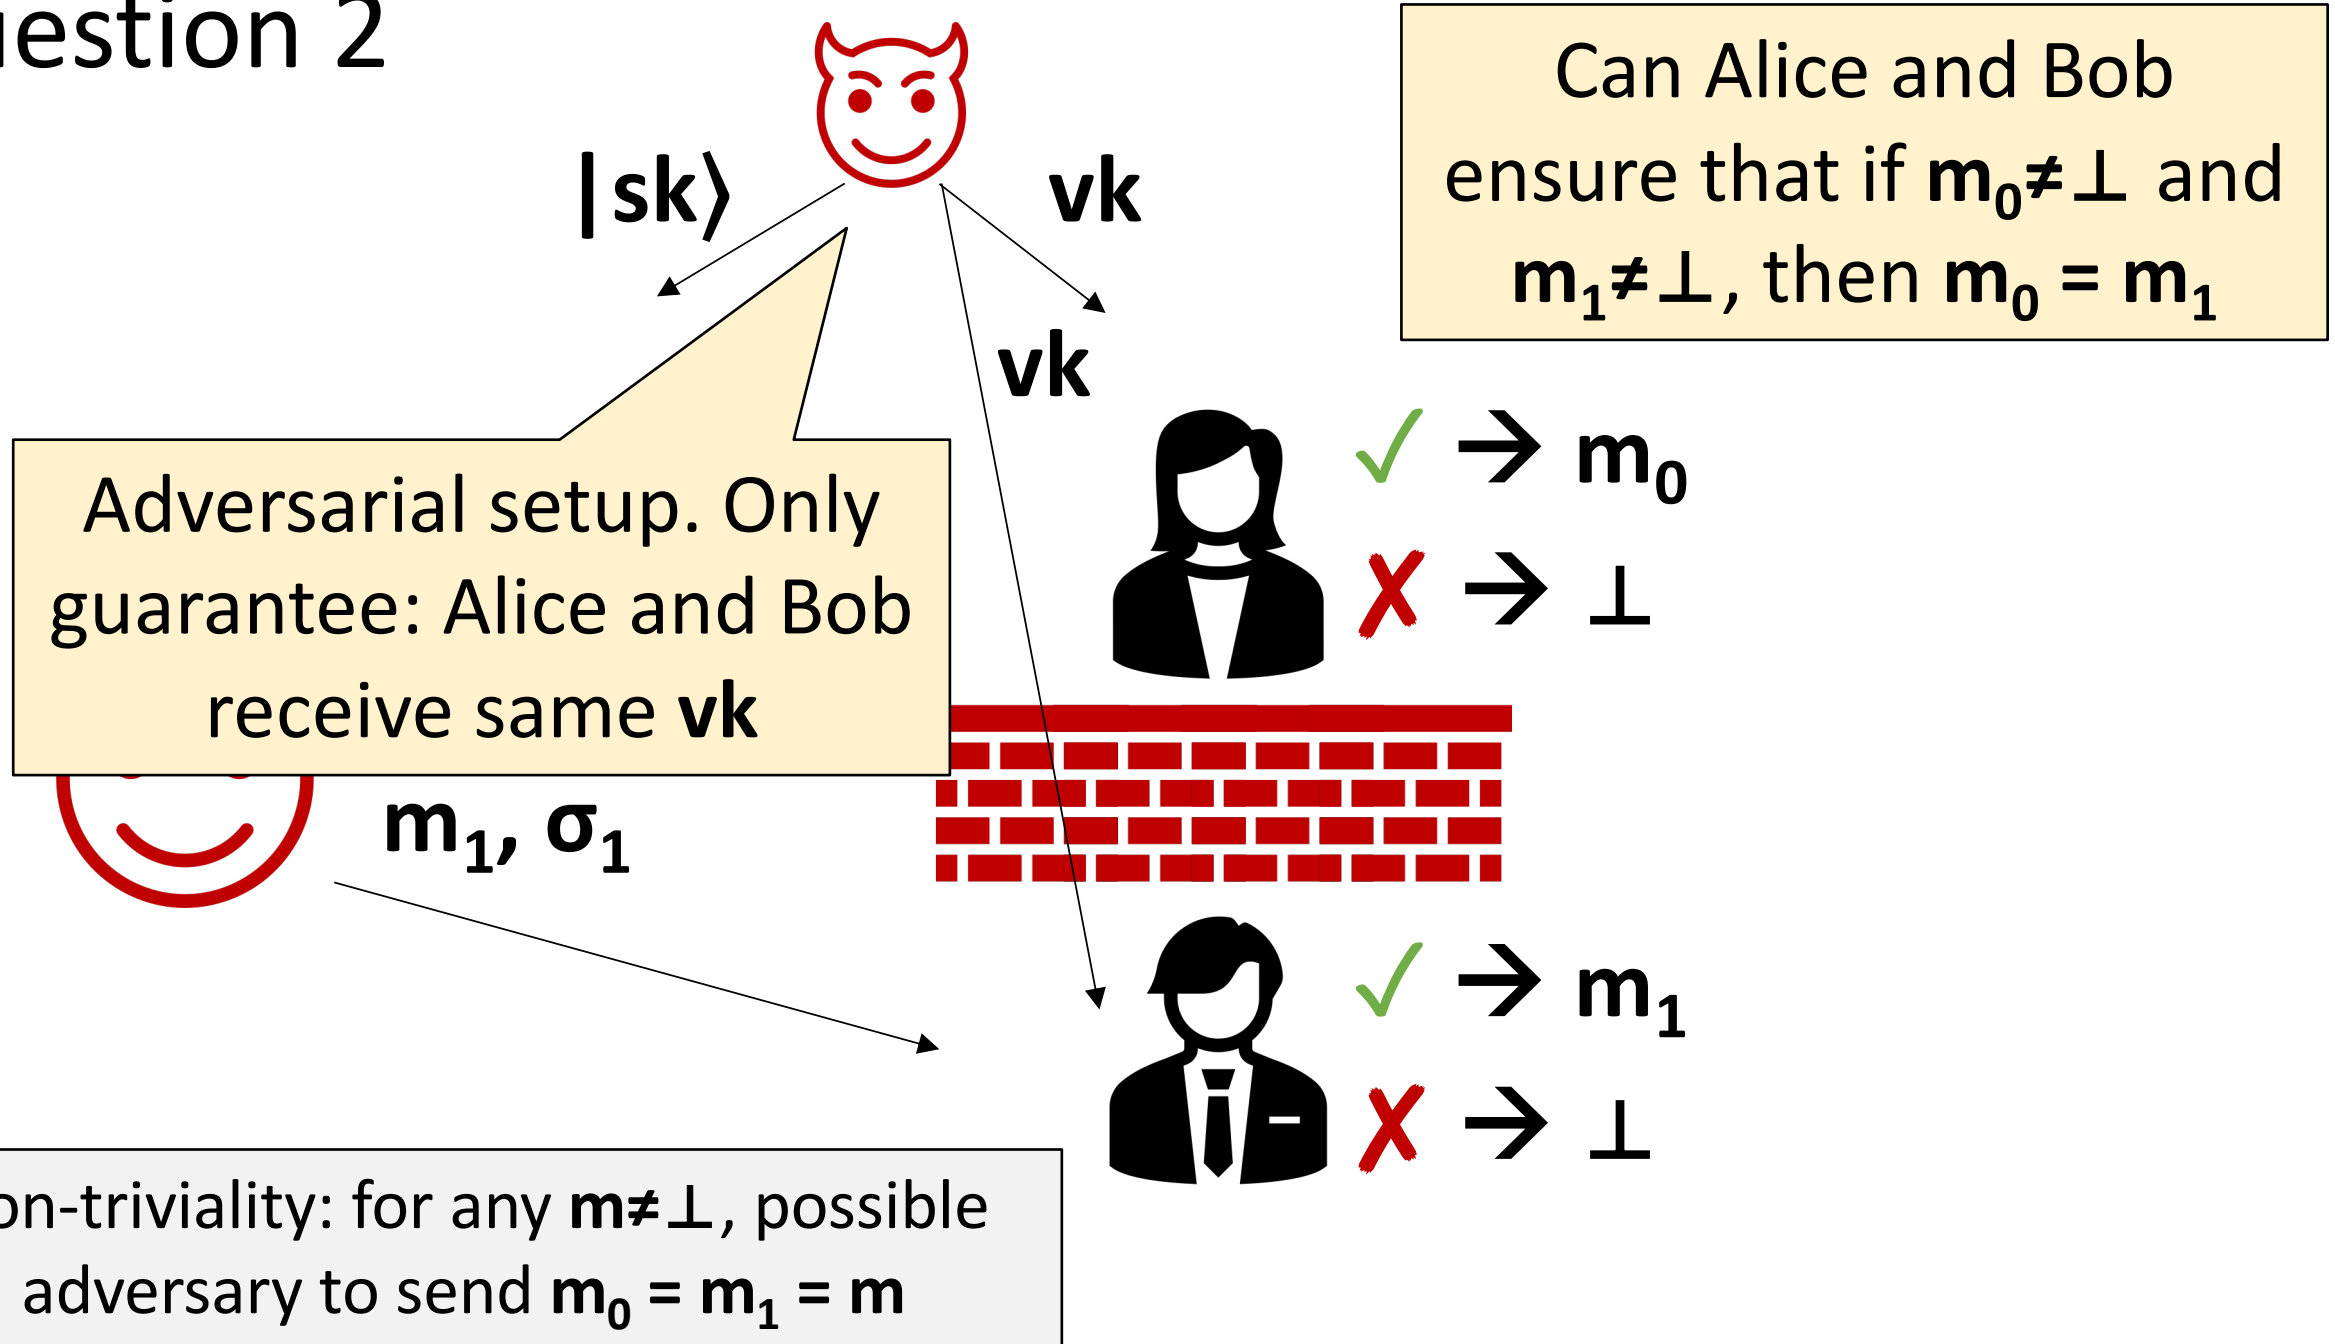 uestion 2
|sk⟩
vk
vk
Can Alice and Bob
ensure that if m₀≠⊥ and
m₁≠⊥, then m₀ = m₁
Adversarial setup. Only
guarantee: Alice and Bob
receive same vk
✓ → m₀
✗ → ⊥
m₁, σ₁
✓ → m₁
✗ → ⊥
on-triviality: for any m≠⊥, possible
adversary to send m₀ = m₁ = m